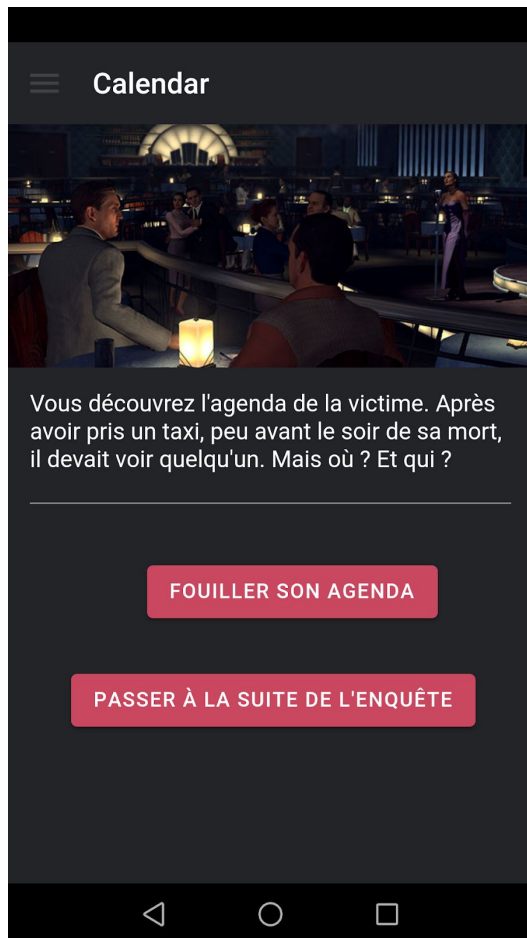 Calendar
Vous découvrez l'agenda de la victime. Après
avoir pris un taxi, peu avant le soir de sa mort,
il devait voir quelqu'un. Mais où ? Et qui ?
FOUILLER SON AGENDA
PASSER À LA SUITE DE L'ENQUÊTE